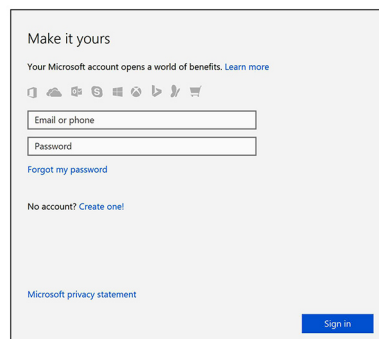 Make it yours
Your Microsoft account opens a world of benefits. Learn more
Email or phone
Password
Forgot my password
No account? Create one!
Microsoft privacy statement
Sign in